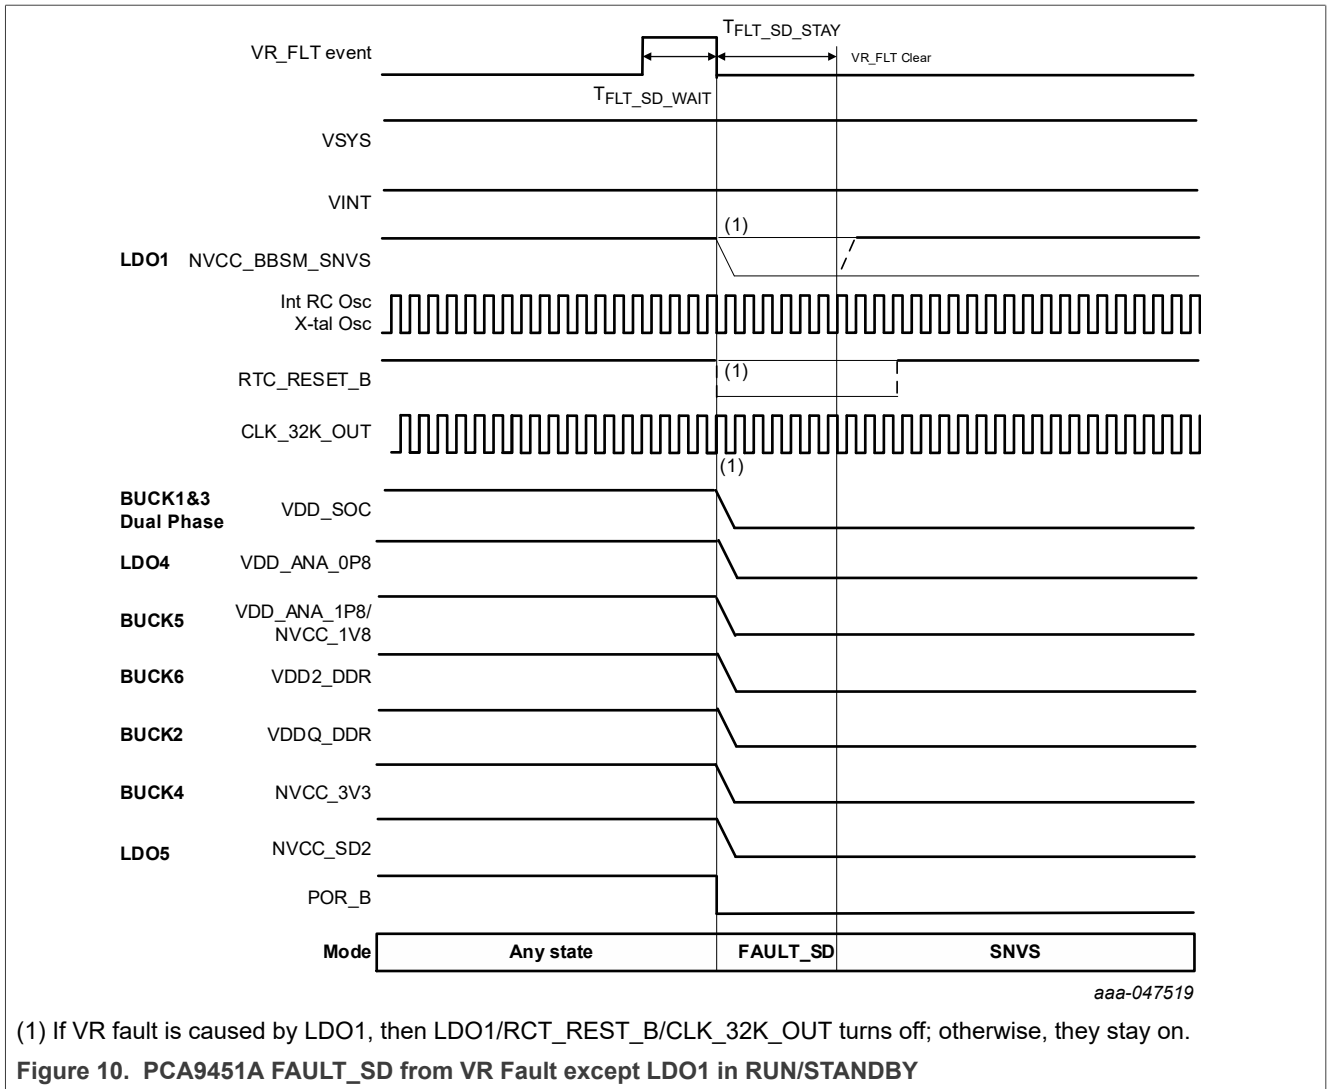 VR_FLT event
TFLT_SD_STAY
VR_FLT Clear
TFLT_SD_WAIT
VSYS
VINT
(1)
LDO1 NVCC_BBSM_SNVS
Int RC Osc
X-tal Osc
RTC_RESET_B
(1)
CLK_32K_OUT
(1)
BUCK1&3
Dual Phase
VDD_SOC
LDO4 VDD_ANA_0P8
BUCK5
VDD_ANA_1P8/
NVCC_1V8
BUCK6 VDD2_DDR
BUCK2 VDDQ_DDR
BUCK4 NVCC_3V3
LDO5 NVCC_SD2
POR_B
Mode Any state FAULT_SD SNVS
aaa-047519
(1) If VR fault is caused by LDO1, then LDO1/RCT_REST_B/CLK_32K_OUT turns off; otherwise, they stay on.
Figure 10. PCA9451A FAULT_SD from VR Fault except LDO1 in RUN/STANDBY